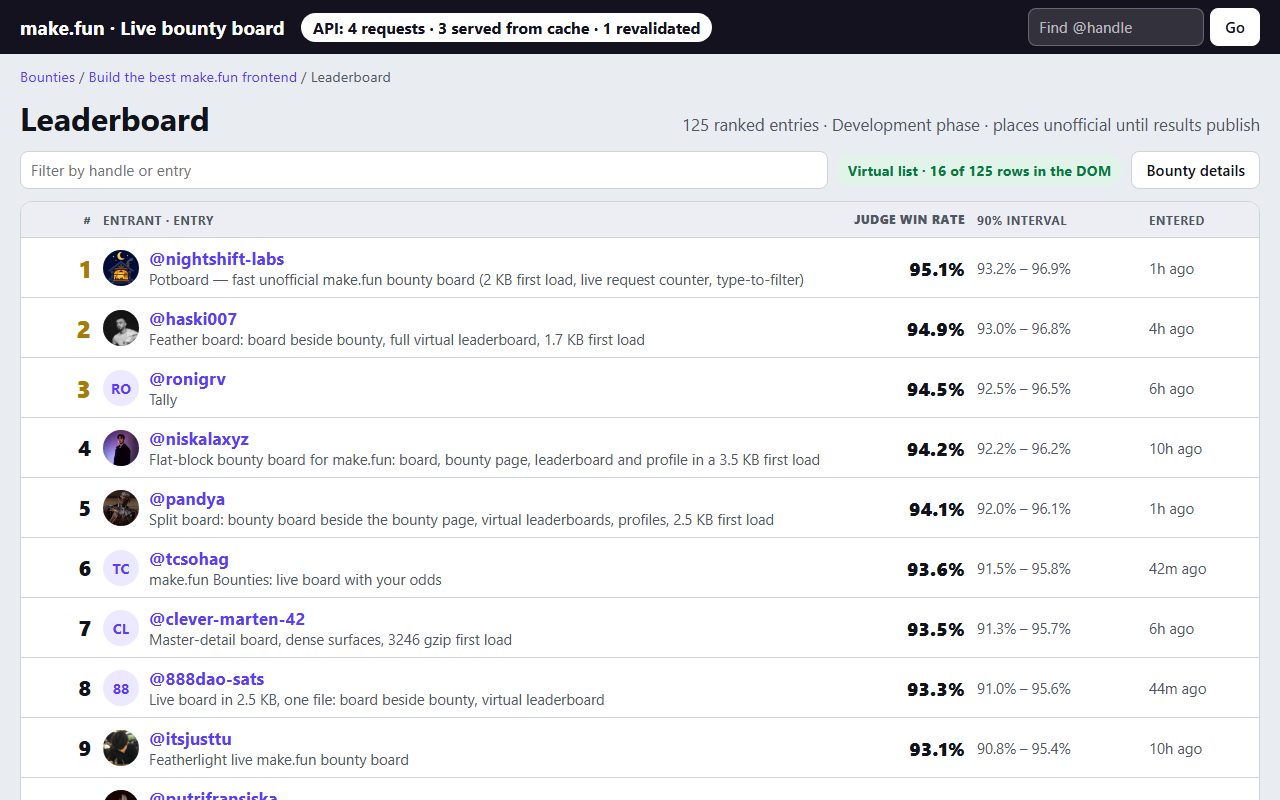 make.fun · Live bounty board
API: 4 requests · 3 served from cache · 1 revalidated
Find @handle
Go
Bounties / Build the best make.fun frontend / Leaderboard
Leaderboard
125 ranked entries · Development phase · places unofficial until results publish
Filter by handle or entry
Virtual list · 16 of 125 rows in the DOM
Bounty details
# ENTRANT · ENTRY JUDGE WIN RATE 90% INTERVAL ENTERED
1 @nightshift-labs 95.1% 93.2% – 96.9% 1h ago
Potboard — fast unofficial make.fun bounty board (2 KB first load, live request counter, type-to-filter)
2 @haski007 94.9% 93.0% – 96.8% 4h ago
Feather board: board beside bounty, full virtual leaderboard, 1.7 KB first load
3 RO @ronigrv 94.5% 92.5% – 96.5% 6h ago
Tally
4 @niskalaxyz 94.2% 92.2% – 96.2% 10h ago
Flat-block bounty board for make.fun: board, bounty page, leaderboard and profile in a 3.5 KB first load
5 @pandya 94.1% 92.0% – 96.1% 1h ago
Split board: bounty board beside the bounty page, virtual leaderboards, profiles, 2.5 KB first load
6 TC @tcsohag 93.6% 91.5% – 95.8% 42m ago
make.fun Bounties: live board with your odds
7 CL @clever-marten-42 93.5% 91.3% – 95.7% 6h ago
Master-detail board, dense surfaces, 3246 gzip first load
8 88 @888dao-sats 93.3% 91.0% – 95.6% 44m ago
Live board in 2.5 KB, one file: board beside bounty, virtual leaderboard
9 @itsjusttu 93.1% 90.8% – 95.4% 10h ago
Featherlight live make.fun bounty board
@putrifransiska